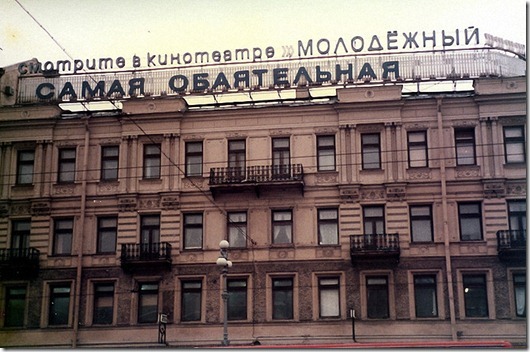 смотрите в кинотеатре »» МОЛОДЁЖНЫЙ
САМАЯ ОБАЯТЕЛЬНАЯ